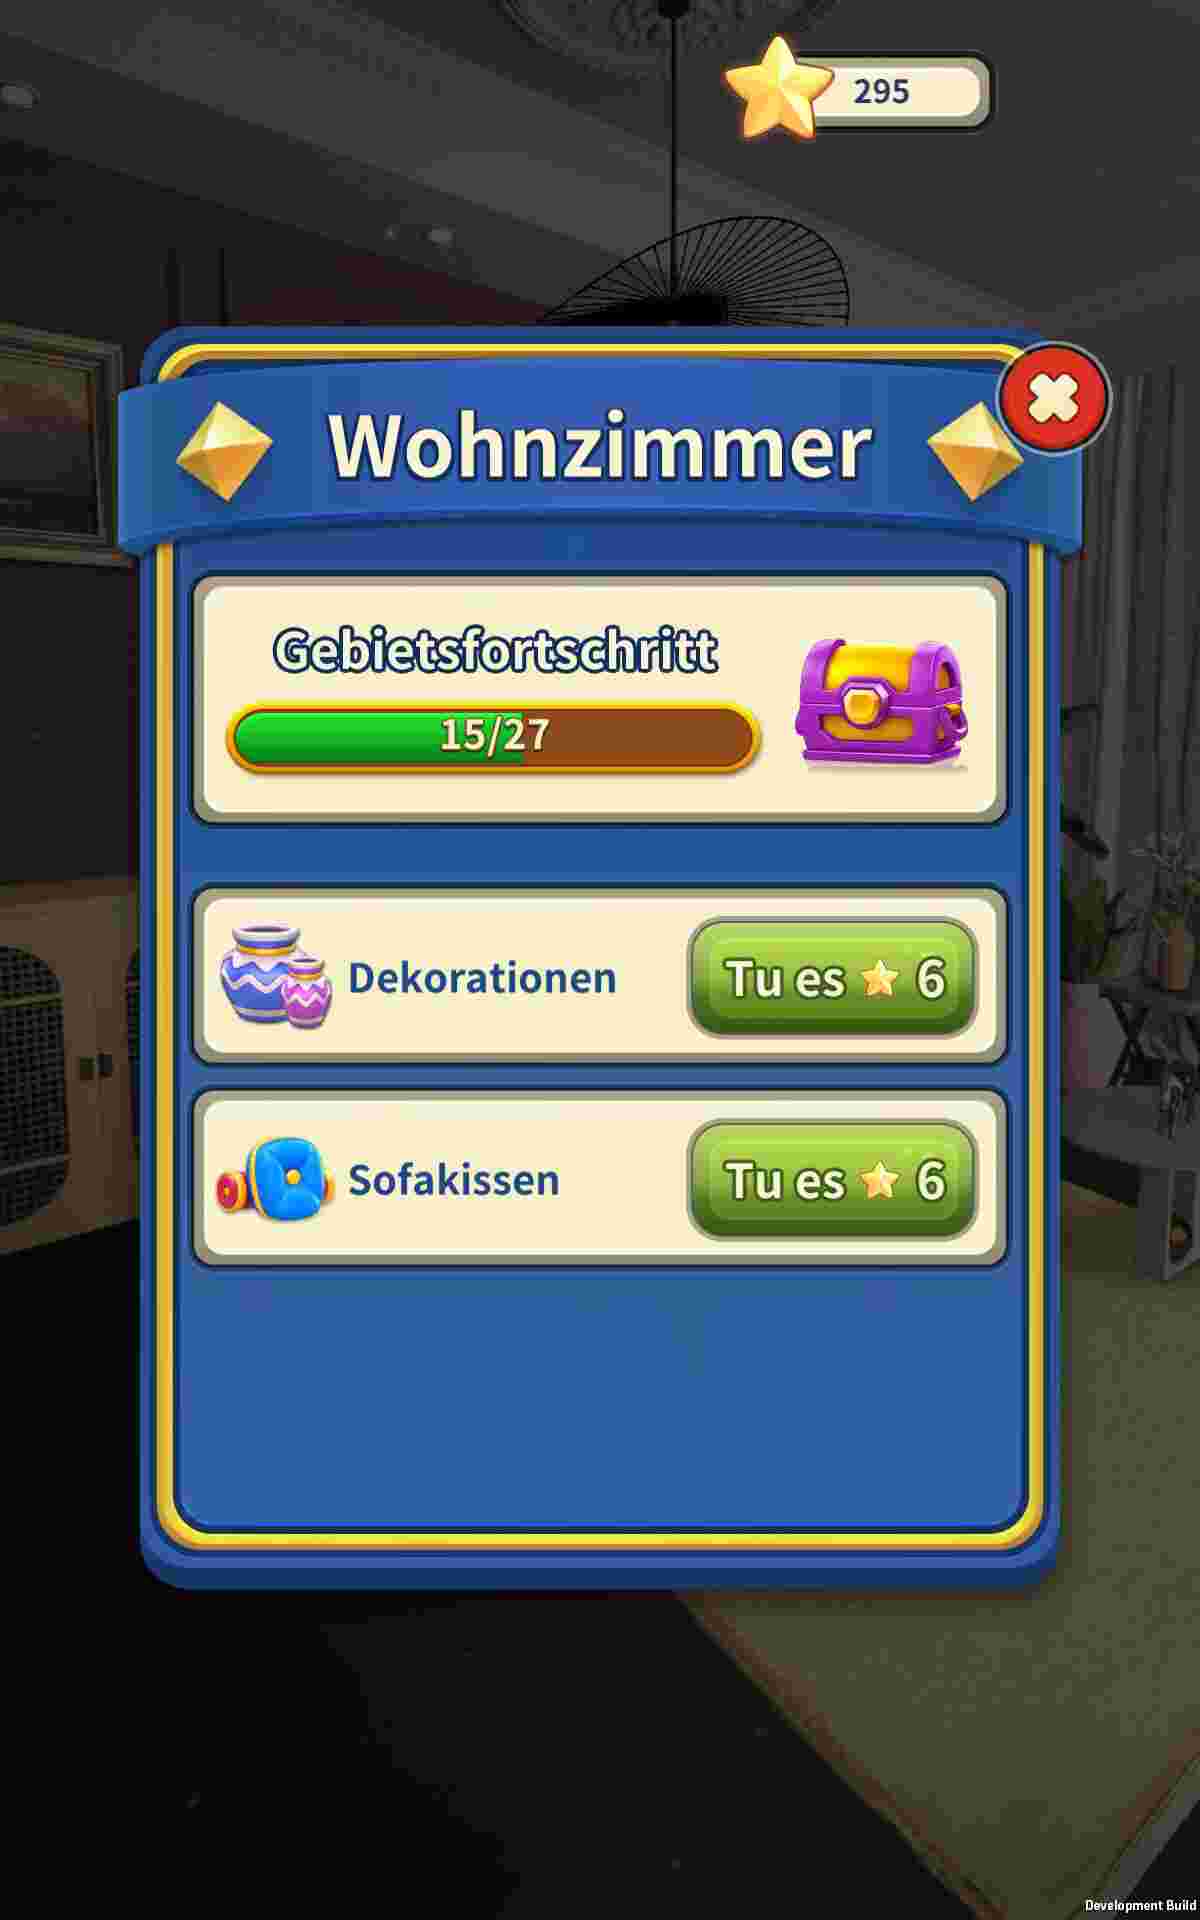 295
Wohnzimmer
Gebietsfortschritt
15/27
Dekorationen
Tu es 6
Sofakissen
Tu es 6
Development Build